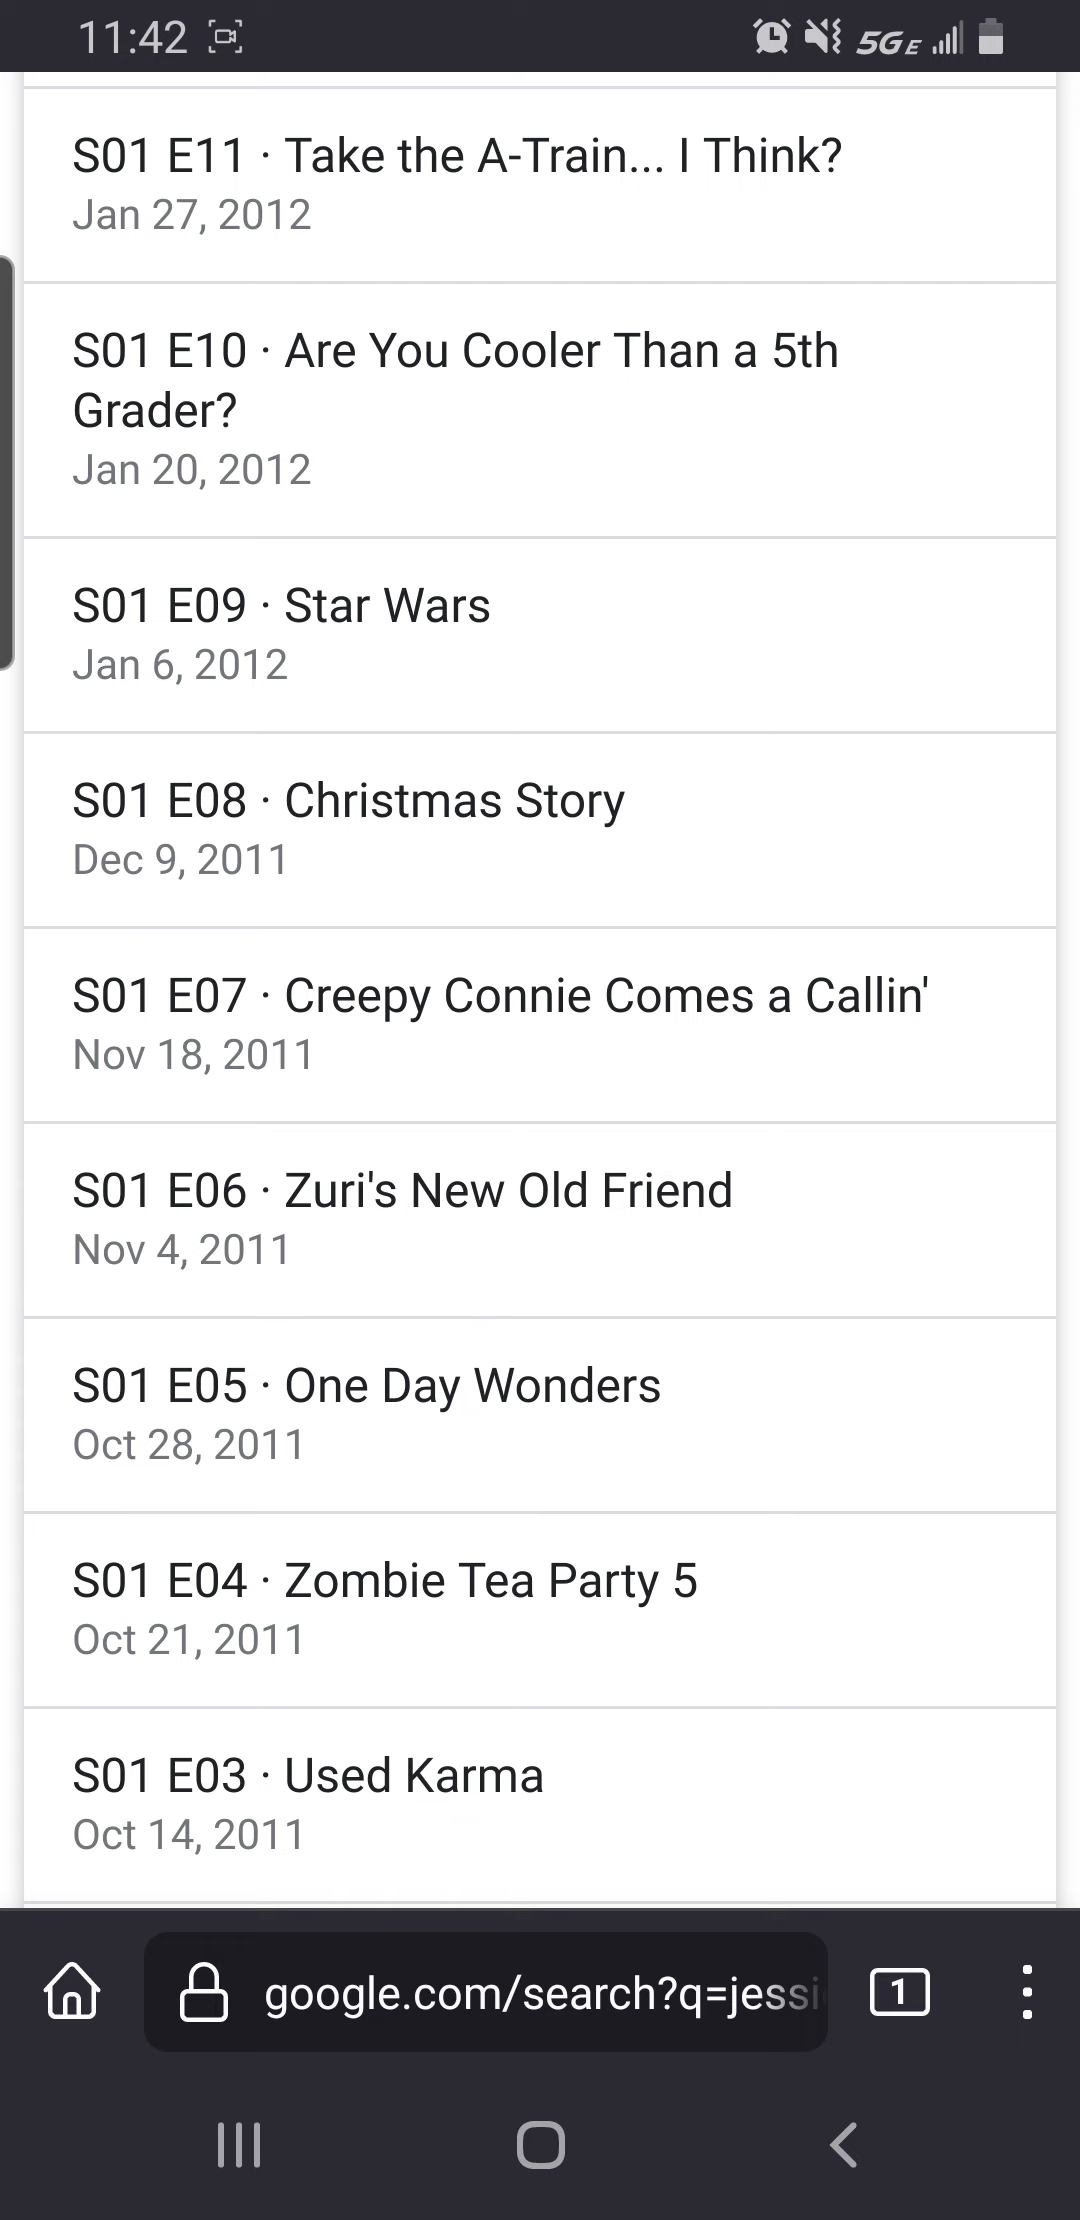 11:42
5GE
S01 E11 · Take the A-Train... I Think?
Jan 27, 2012
S01 E10 · Are You Cooler Than a 5th
Grader?
Jan 20, 2012
S01 E09 · Star Wars
Jan 6, 2012
S01 E08 · Christmas Story
Dec 9, 2011
S01 E07 · Creepy Connie Comes a Callin'
Nov 18, 2011
S01 E06 · Zuri's New Old Friend
Nov 4, 2011
S01 E05 · One Day Wonders
Oct 28, 2011
S01 E04 · Zombie Tea Party 5
Oct 21, 2011
S01 E03 · Used Karma
Oct 14, 2011
google.com/search?q=jessi
1